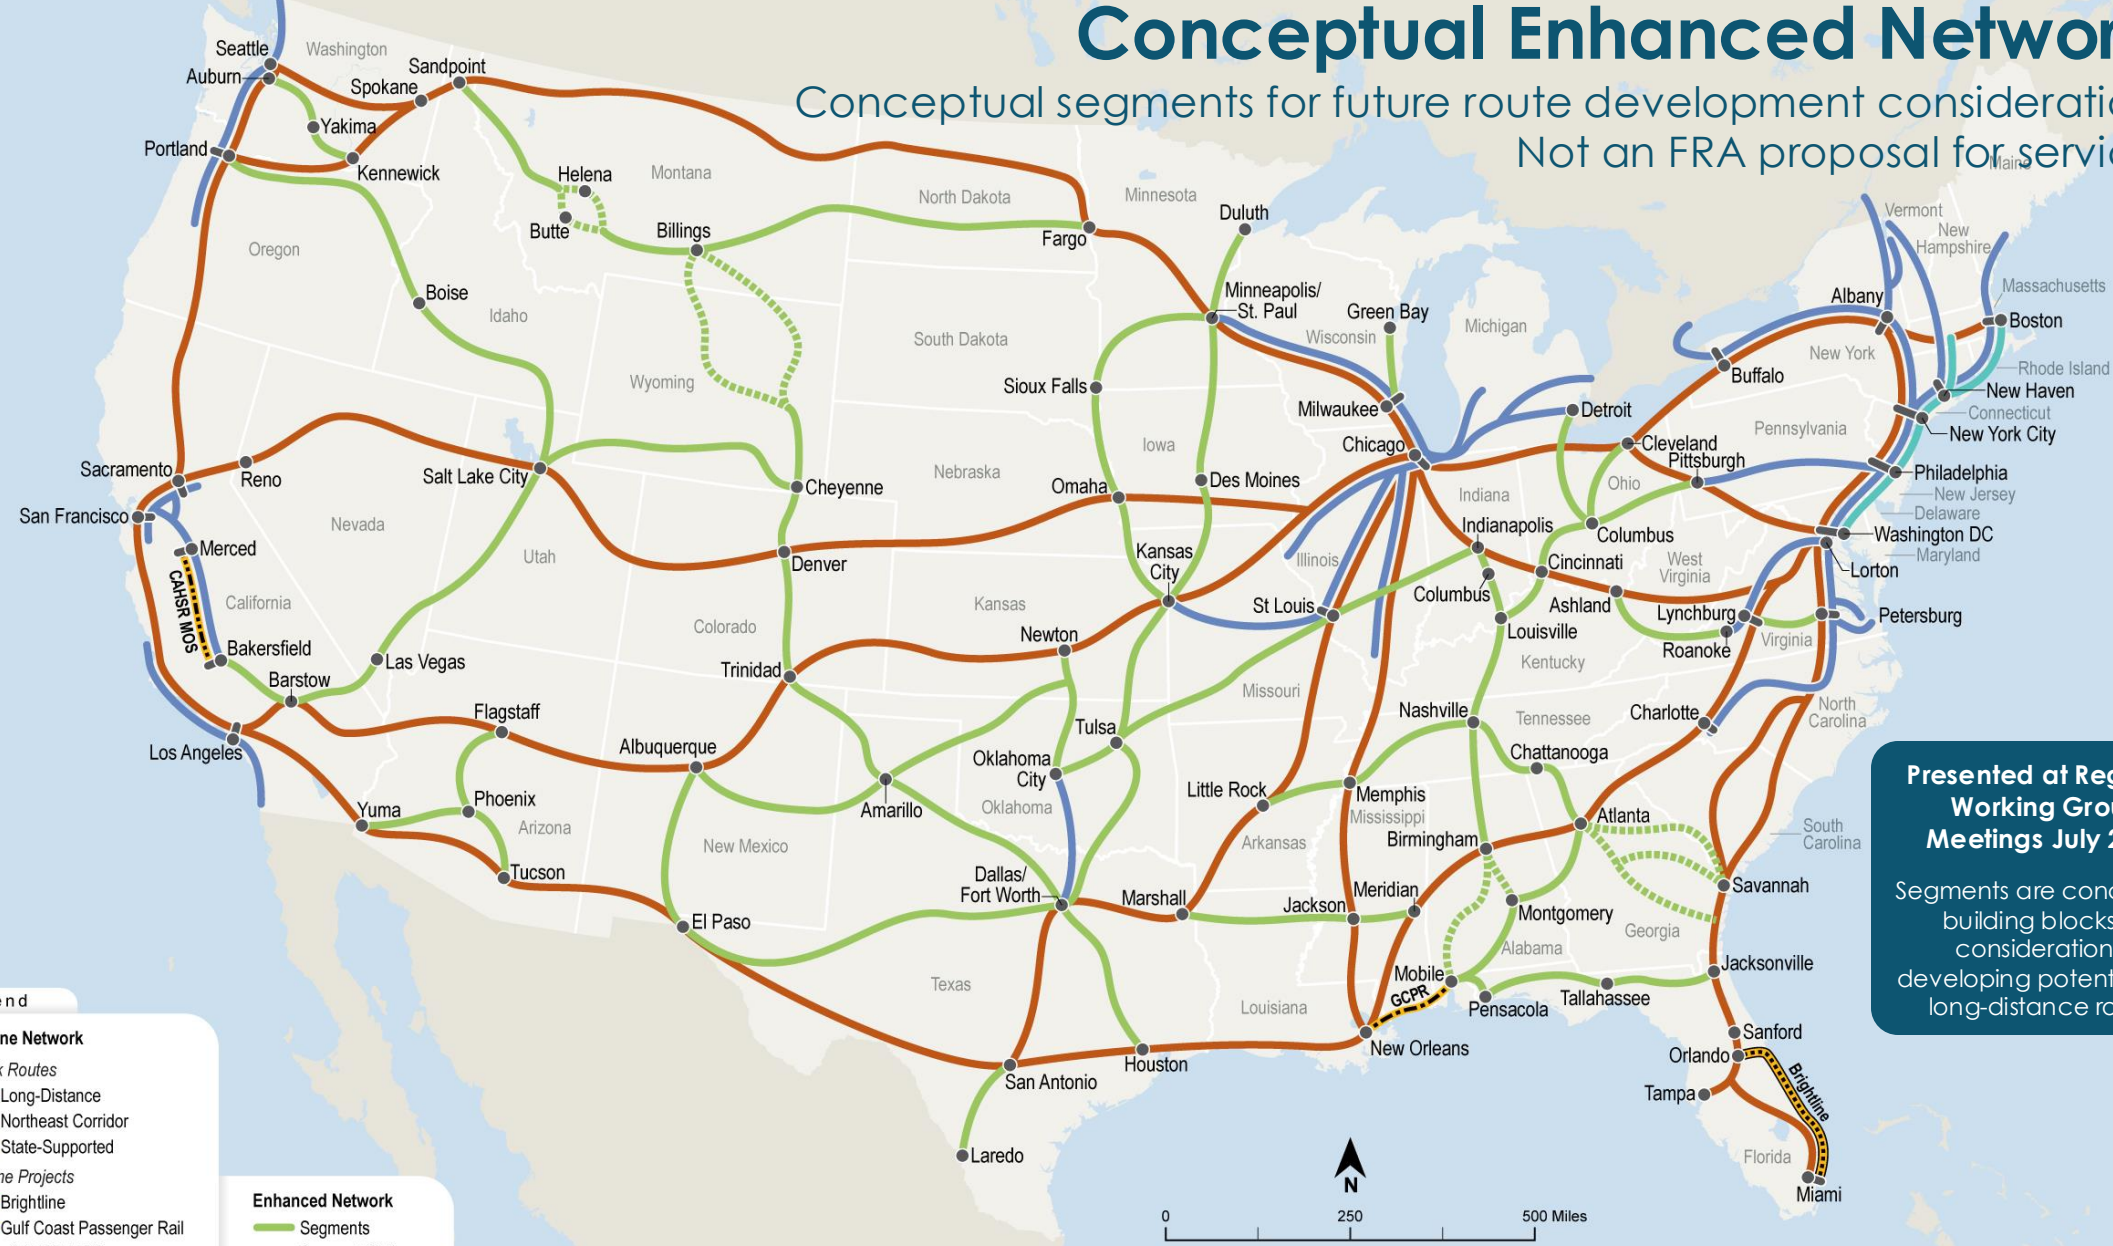 Conceptual Enhanced Networ
Conceptual segments for future route development consideratio
Not an FRA proposal for servic
Seattle
Washington
Auburn
Spokane
Sandpoint
Yakima
Portland
Kennewick
Helena
Montana
Butte
Billings
North Dakota
Minnesota
Fargo
Duluth
Maine
Vermont
New
Hampshire
Oregon
Boise
Idaho
Minneapolis/
St. Paul
Green Bay
Wisconsin
Michigan
South Dakota
Albany
Massachusetts
Boston
Wyoming
Sioux Falls
Milwaukee
Detroit
New York
Buffalo
Rhode Island
New Haven
Connecticut
New York City
Chicago
Cleveland
Pittsburgh
Pennsylvania
Sacramento
Reno
Salt Lake City
Cheyenne
Nebraska
Iowa
Omaha
Des Moines
Indiana
Ohio
Philadelphia
New Jersey
Delaware
San Francisco
Nevada
Merced
Utah
Denver
Kansas
City
Illinois
Indianapolis
Columbus
Cincinnati
West
Virginia
Washington DC
Maryland
Lorton
CAHSR MOS
California
Colorado
Kansas
St Louis
Columbus
Ashland
Lynchburg
Petersburg
Bakersfield
Las Vegas
Barstow
Trinidad
Newton
Louisville
Kentucky
Roanoke
Virginia
Missouri
Flagstaff
Albuquerque
Tulsa
Nashville
Tennessee
Charlotte
North
Carolina
Los Angeles
Oklahoma
City
Chattanooga
Yuma
Phoenix
Arizona
Amarillo
Oklahoma
Little Rock
Memphis
Mississippi
Atlanta
South
Carolina
New Mexico
Arkansas
Birmingham
Tucson
Dallas/
Fort Worth
Marshall
Jackson
Meridian
Montgomery
Savannah
El Paso
Alabama
Georgia
Texas
Louisiana
Mobile
GCPR
Pensacola
Tallahassee
Jacksonville
New Orleans
Sanford
Orlando
Houston
San Antonio
Tampa
Brightline
Laredo
Florida
Miami
Presented at Reg
Working Grou
Meetings July 2
Segments are conc
building blocks
consideration
developing potent
long-distance ro
N
0 250 500 Miles
end
ne Network
k Routes
Long-Distance
Northeast Corridor
State-Supported
ne Projects
Brightline
Gulf Coast Passenger Rail
Enhanced Network
Segments